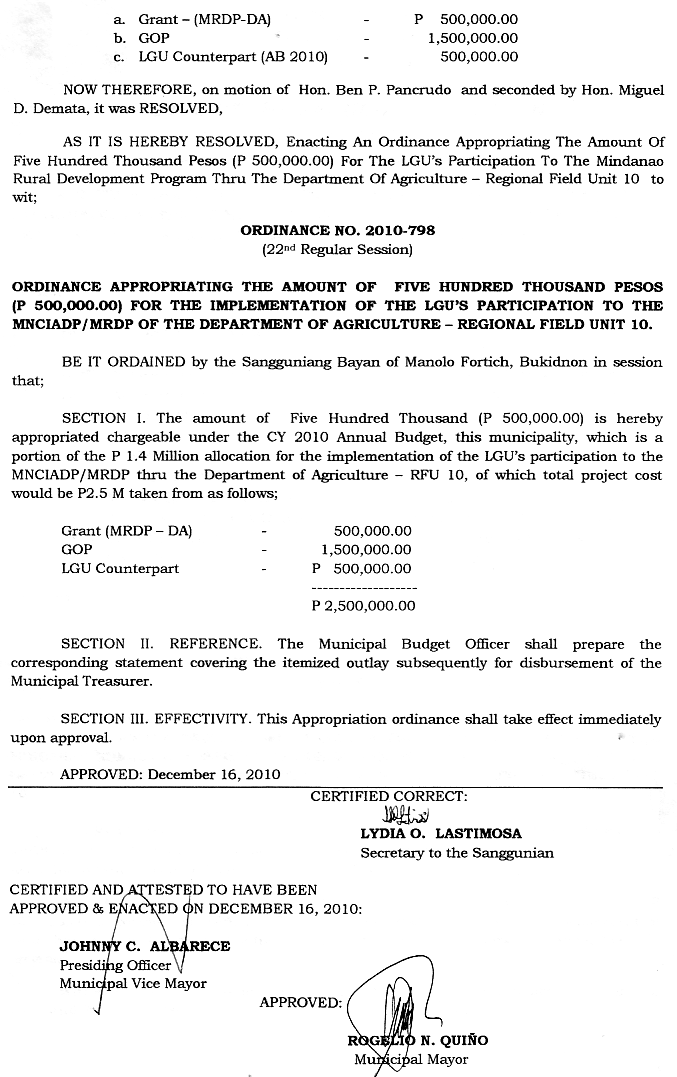 a. Grant – (MRDP-DA) - P 500,000.00
b. GOP - 1,500,000.00
c. LGU Counterpart (AB 2010) - 500,000.00
NOW THEREFORE, on motion of Hon. Ben P. Pancrudo and seconded by Hon. Miguel
D. Demata, it was RESOLVED,
AS IT IS HEREBY RESOLVED, Enacting An Ordinance Appropriating The Amount Of
Five Hundred Thousand Pesos (P 500,000.00) For The LGU's Participation To The Mindanao
Rural Development Program Thru The Department Of Agriculture – Regional Field Unit 10 to
wit;
ORDINANCE NO. 2010-798
(22nd Regular Session)
ORDINANCE APPROPRIATING THE AMOUNT OF FIVE HUNDRED THOUSAND PESOS
(P 500,000.00) FOR THE IMPLEMENTATION OF THE LGU'S PARTICIPATION TO THE
MNCIADP/MRDP OF THE DEPARTMENT OF AGRICULTURE – REGIONAL FIELD UNIT 10.
BE IT ORDAINED by the Sangguniang Bayan of Manolo Fortich, Bukidnon in session
that;
SECTION I. The amount of Five Hundred Thousand (P 500,000.00) is hereby
appropriated chargeable under the CY 2010 Annual Budget, this municipality, which is a
portion of the P 1.4 Million allocation for the implementation of the LGU's participation to the
MNCIADP/MRDP thru the Department of Agriculture – RFU 10, of which total project cost
would be P2.5 M taken from as follows;
Grant (MRDP – DA) - 500,000.00
GOP - 1,500,000.00
LGU Counterpart - P 500,000.00
-------------------
P 2,500,000.00
SECTION II. REFERENCE. The Municipal Budget Officer shall prepare the
corresponding statement covering the itemized outlay subsequently for disbursement of the
Municipal Treasurer.
SECTION III. EFFECTIVITY. This Appropriation ordinance shall take effect immediately
upon approval.
APPROVED: December 16, 2010
CERTIFIED CORRECT:
LYDIA O. LASTIMOSA
Secretary to the Sanggunian
CERTIFIED AND ATTESTED TO HAVE BEEN
APPROVED & ENACTED ON DECEMBER 16, 2010:
JOHNNY C. ALBARECE
Presiding Officer
Municipal Vice Mayor
APPROVED:
ROGELIO N. QUIÑO
Municipal Mayor